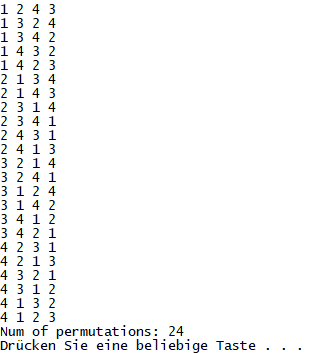 1 2 4 3
1 3 2 4
1 3 4 2
1 4 3 2
1 4 2 3
2 1 3 4
2 1 4 3
2 3 1 4
2 3 4 1
2 4 3 1
2 4 1 3
3 2 1 4
3 2 4 1
3 1 2 4
3 1 4 2
3 4 1 2
3 4 2 1
4 2 3 1
4 2 1 3
4 3 2 1
4 3 1 2
4 1 3 2
4 1 2 3
Num of permutations: 24
Drücken Sie eine beliebige Taste . . .